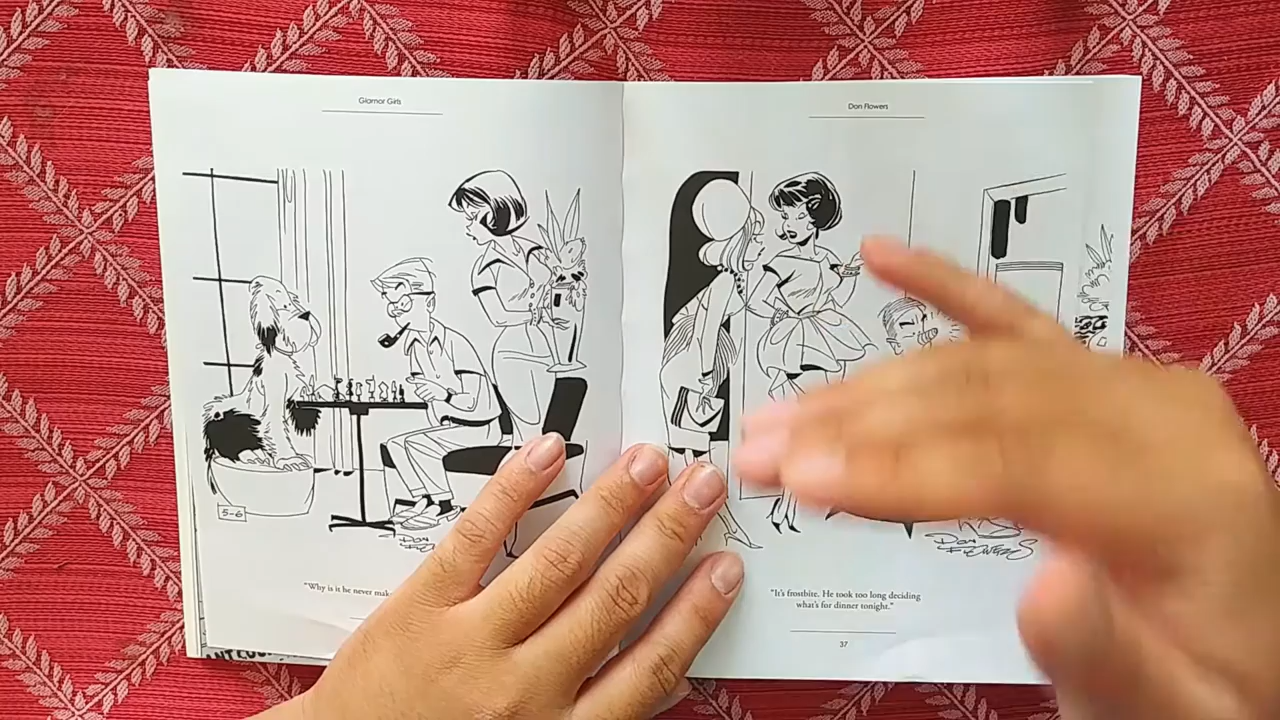 Glamor Girls
5-6
DON
"Why is it he never
Don Flowers
DON
FLOWERS
"It's frostbite. He took too long deciding
what's for dinner tonight."
37